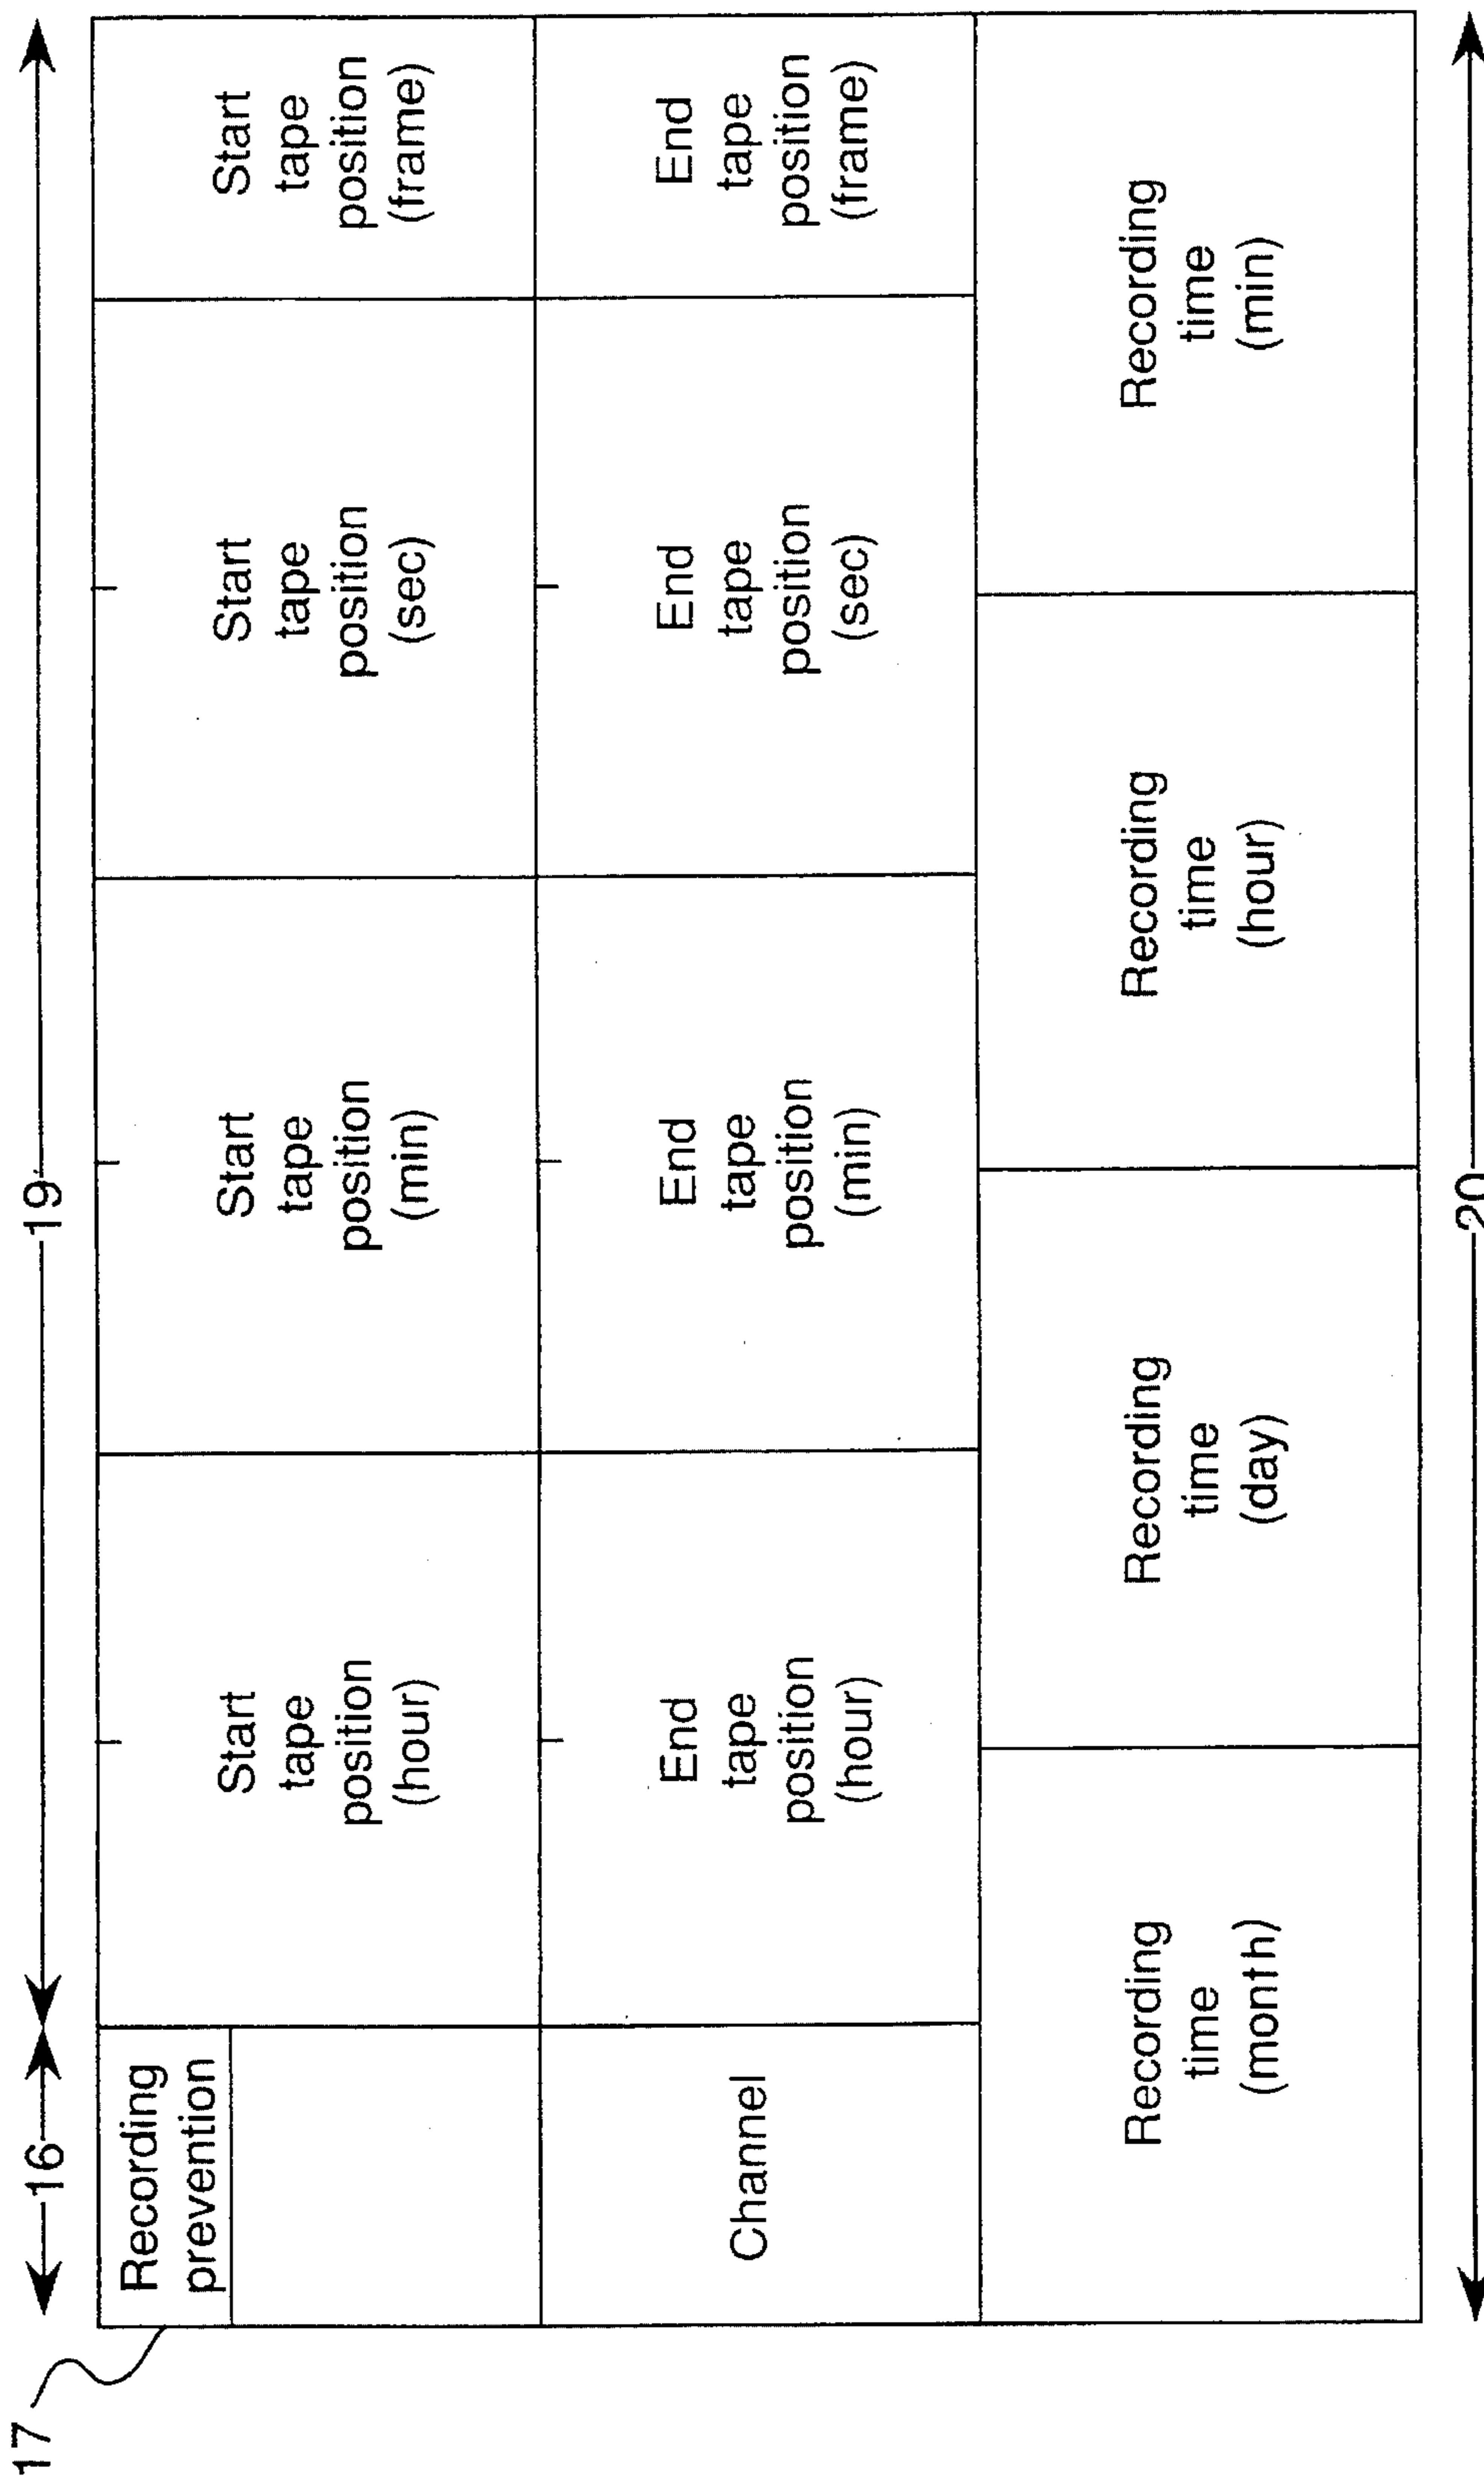 17
16
19
Recording
prevention
Start
tape
position
(hour)
Start
tape
position
(min)
Start
tape
position
(sec)
Start
tape
position
(frame)
Channel
End
tape
position
(hour)
End
tape
position
(min)
End
tape
position
(sec)
End
tape
position
(frame)
Recording
time
(month)
Recording
time
(day)
Recording
time
(hour)
Recording
time
(min)
20